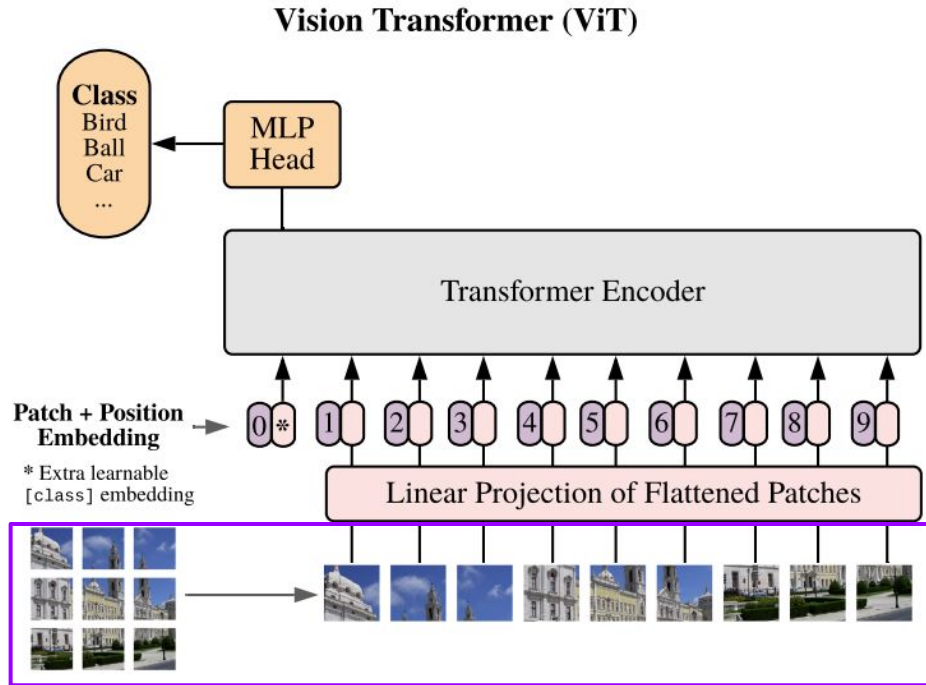 Vision Transformer (ViT)
Class
Bird
Ball
Car
...
MLP
Head
Transformer Encoder
Patch + Position
Embedding
0 * 1 2 3 4 5 6 7 8 9
* Extra learnable
[class] embedding
Linear Projection of Flattened Patches